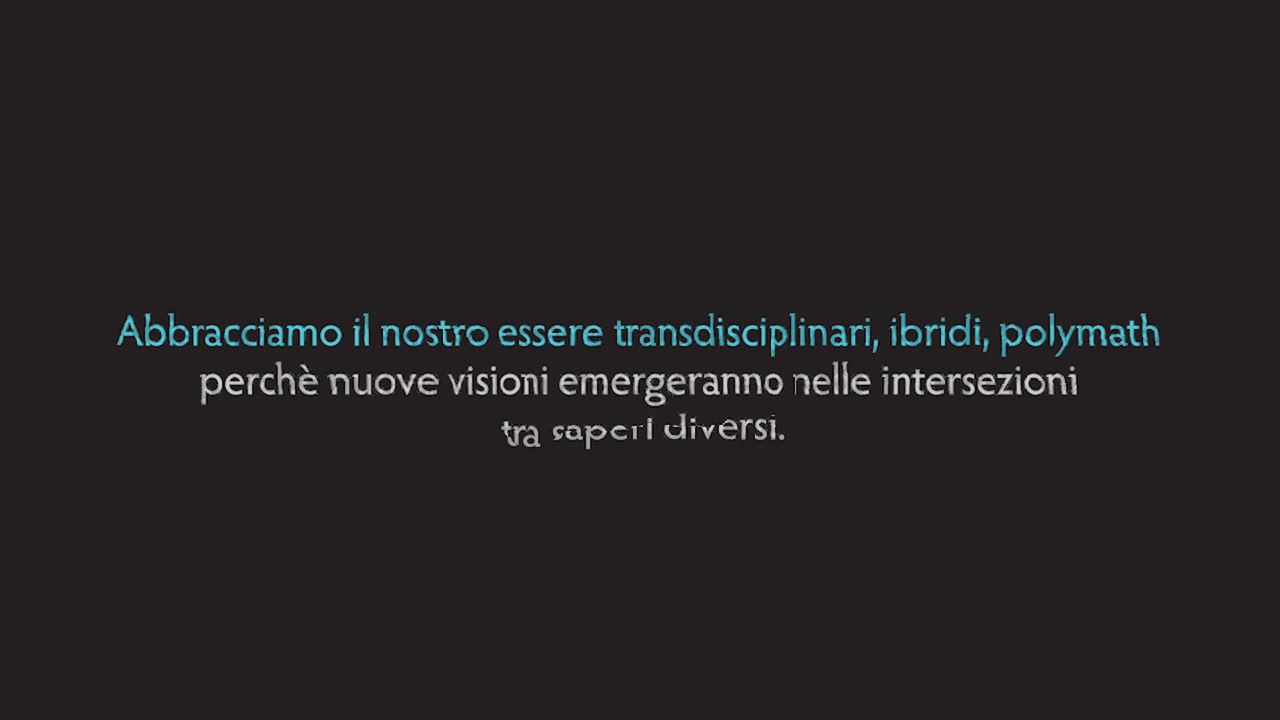 Abbracciamo il nostro essere transdisciplinari, ibridi, polymath
perchè nuove visioni emergeranno nelle intersezioni
tra saperi diversi.